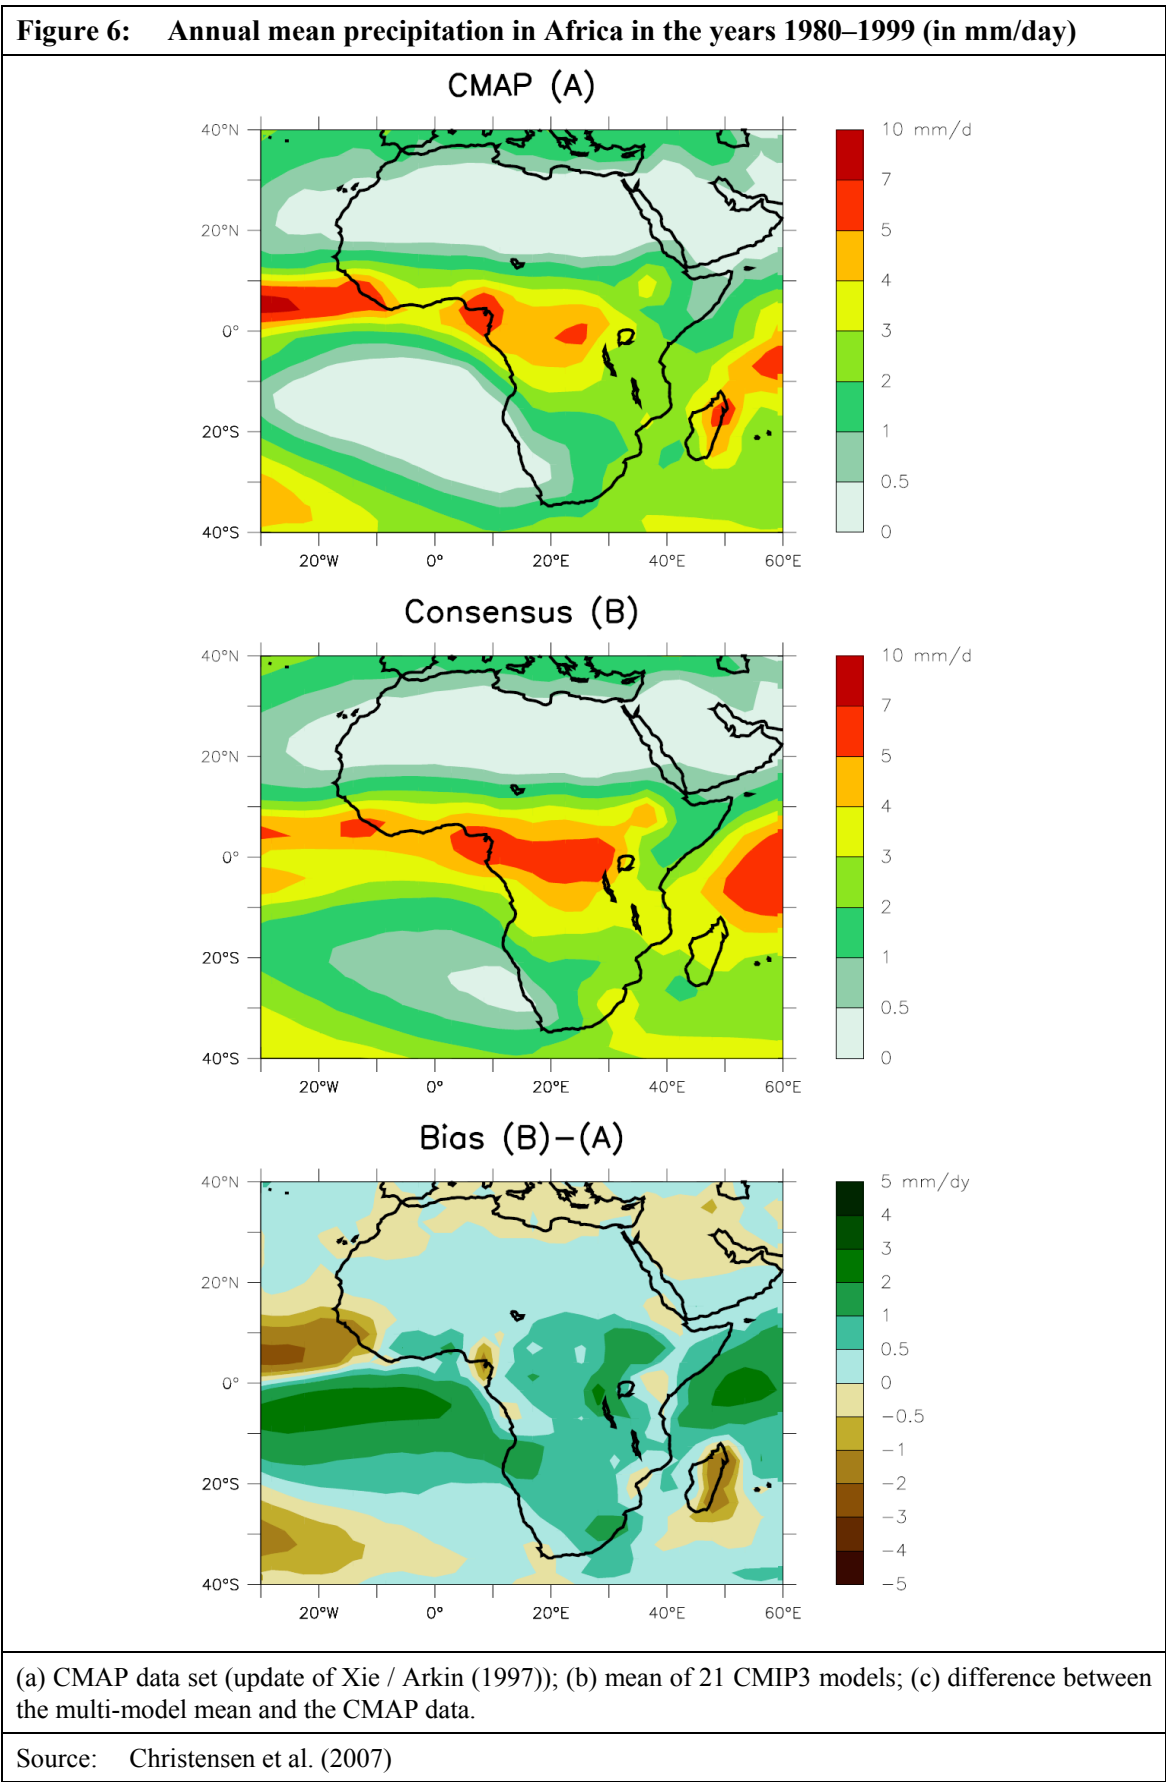 Figure 6: Annual mean precipitation in Africa in the years 1980–1999 (in mm/day)
CMAP (A)
40°N
20°N
0°
20°S
40°S
20°W 0° 20°E 40°E 60°E
10 mm/d
7
5
4
3
2
1
0.5
0
Consensus (B)
40°N
20°N
0°
20°S
40°S
20°W 0° 20°E 40°E 60°E
10 mm/d
7
5
4
3
2
1
0.5
0
Bias (B)−(A)
40°N
20°N
0°
20°S
40°S
20°W 0° 20°E 40°E 60°E
5 mm/dy
4
3
2
1
0.5
0
−0.5
−1
−2
−3
−4
−5
(a) CMAP data set (update of Xie / Arkin (1997)); (b) mean of 21 CMIP3 models; (c) difference between
the multi-model mean and the CMAP data.
Source: Christensen et al. (2007)